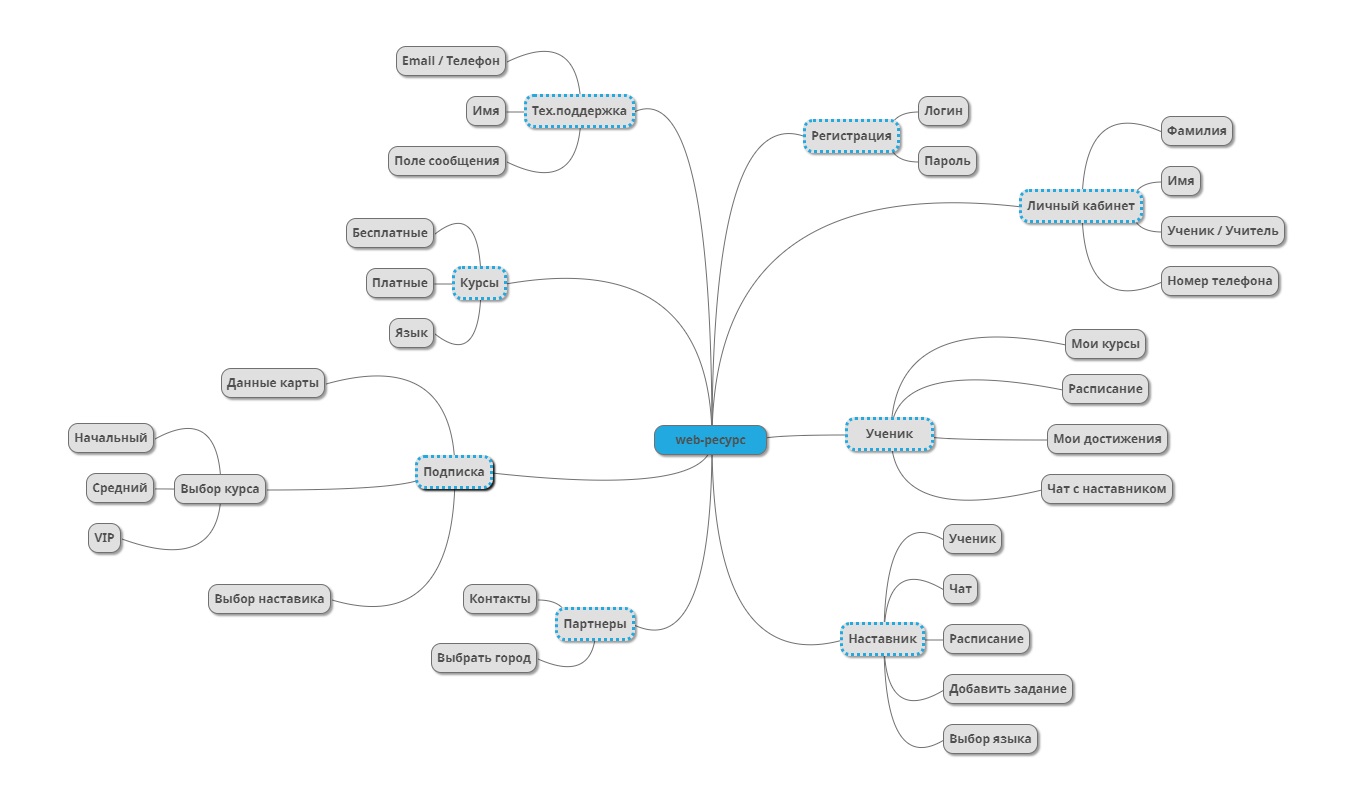 web-ресурс
Тех.поддержка
Email / Телефон
Имя
Поле сообщения
Курсы
Бесплатные
Платные
Язык
Подписка
Данные карты
Выбор курса
Начальный
Средний
VIP
Выбор наставика
Партнеры
Контакты
Выбрать город
Регистрация
Логин
Пароль
Личный кабинет
Фамилия
Имя
Ученик / Учитель
Номер телефона
Ученик
Мои курсы
Расписание
Мои достижения
Чат с наставником
Наставник
Ученик
Чат
Расписание
Добавить задание
Выбор языка